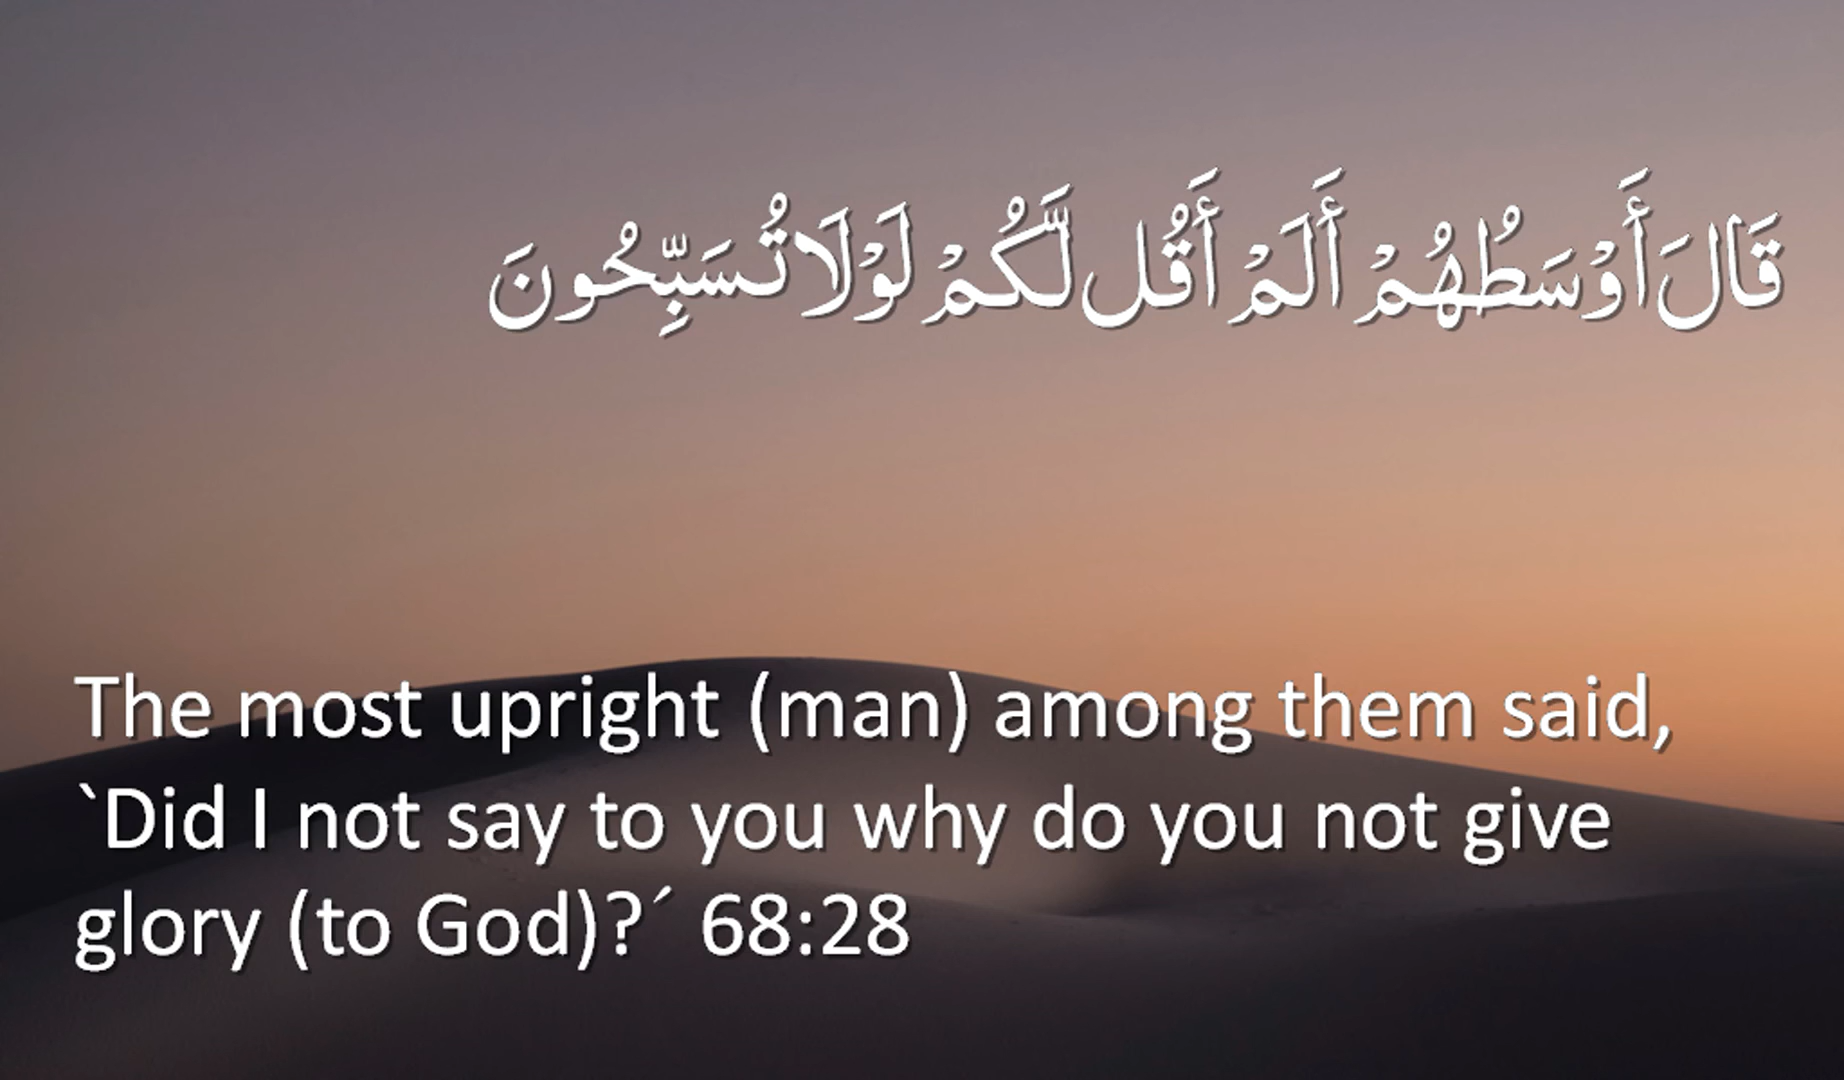 قَالَ أَوْسَطُهُمْ أَلَمْ أَقُل لَّكُمْ لَوْلَا تُسَبِّحُونَ
The most upright (man) among them said,
`Did I not say to you why do you not give
glory (to God)?´ 68:28